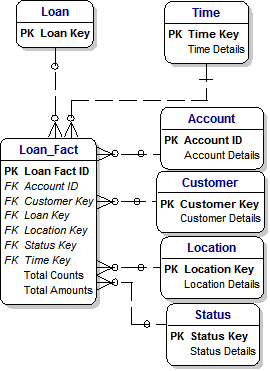 Loan
PK Loan Key
Time
PK Time Key
Time Details
Loan_Fact
PK Loan Fact ID
FK Account ID
FK Customer Key
FK Loan Key
FK Location Key
FK Status Key
FK Time Key
Total Counts
Total Amounts
Account
PK Account ID
Account Details
Customer
PK Customer Key
Customer Details
Location
PK Location Key
Location Details
Status
PK Status Key
Status Details